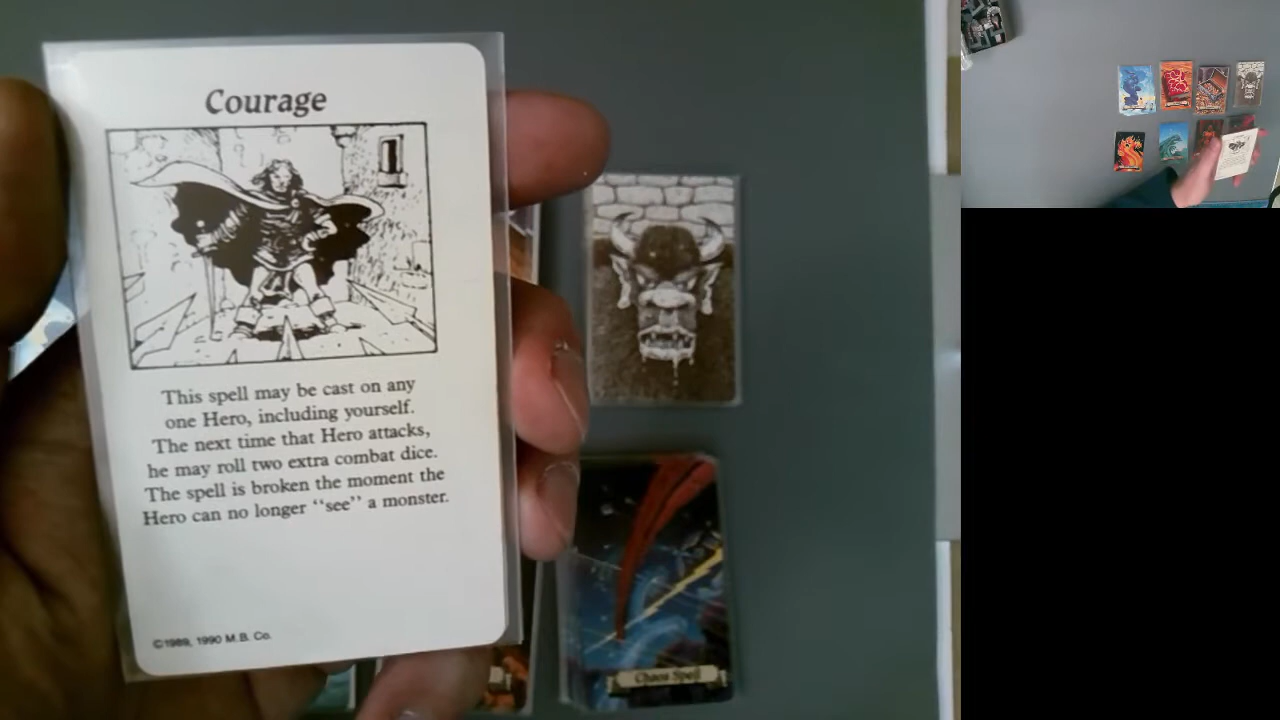 Courage
This spell may be cast on any
one Hero, including yourself.
The next time that Hero attacks,
he may roll two extra combat dice.
The spell is broken the moment the
Hero can no longer “see” a monster.
©1989, 1990 M.B. Co.
Chaos Spell